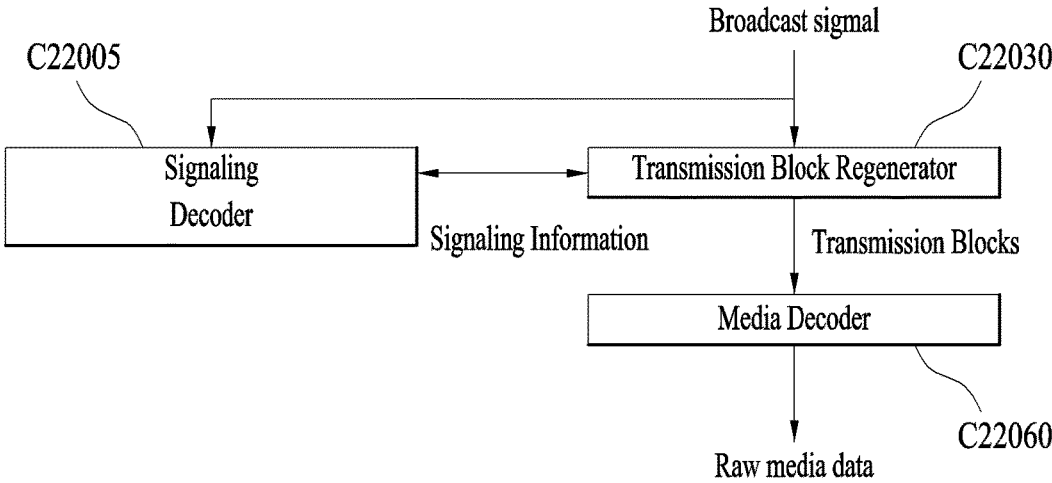 Broadcast sigmal
C22005
C22030
Signaling
Decoder
Transmission Block Regenerator
Signaling Information
Transmission Blocks
Media Decoder
C22060
Raw media data